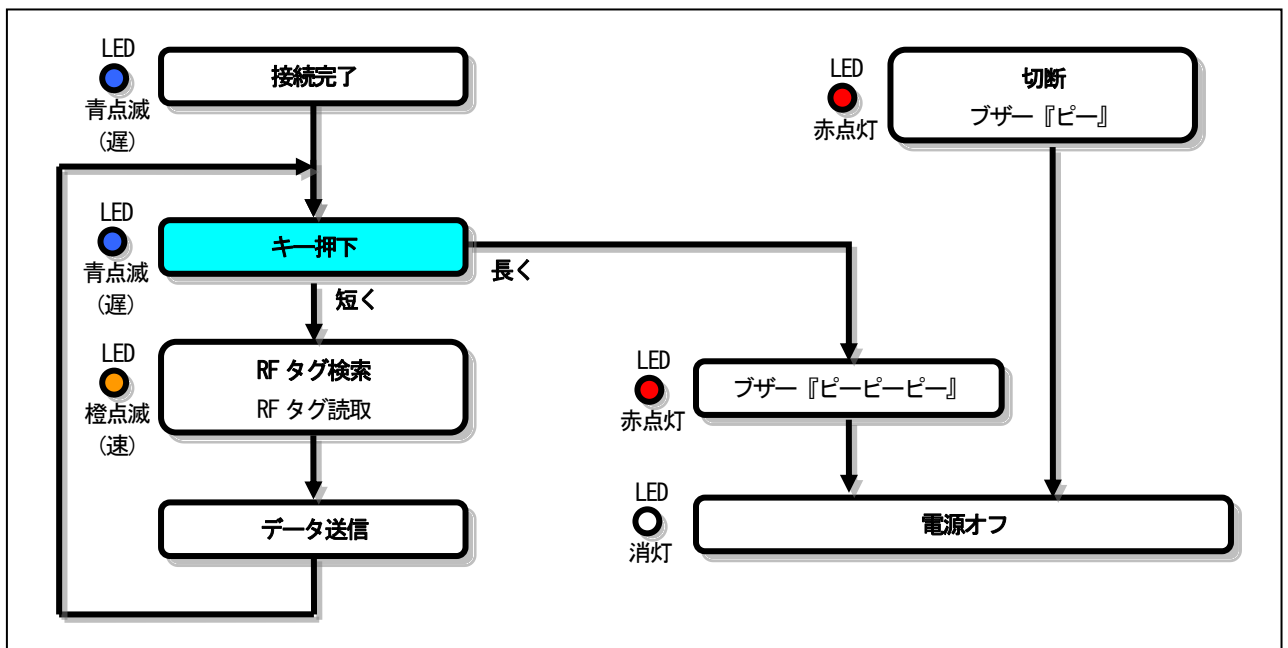 LED
青点滅
(遅)
接続完了
LED
赤点灯
切断
ブザー『ピー』
LED
青点滅
(遅)
キー押下
長く
短く
LED
橙点滅
(速)
RF タグ検索
RF タグ読取
LED
赤点灯
ブザー『ピーピーピー』
データ送信
LED
消灯
電源オフ